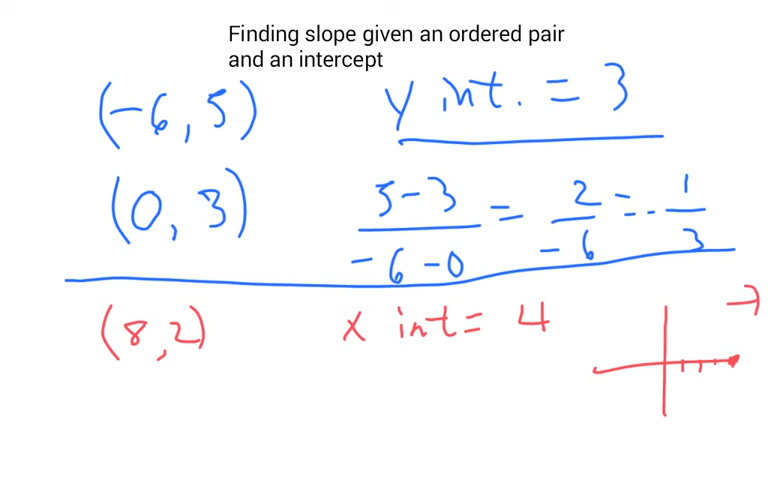 Finding slope given an ordered pair
and an intercept
(-6, 5) y int. = 3
(0, 3) 5-3/-6-0 = 2/-6 = -1/3
(8, 2) x int = 4